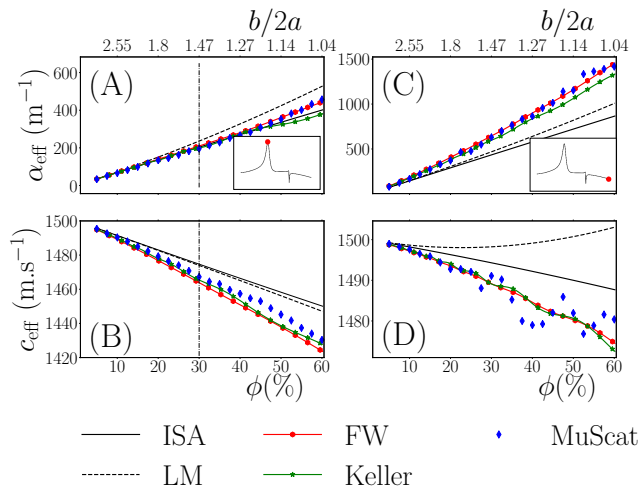 b/2a
b/2a
2.55 1.8 1.47 1.27 1.14 1.04
2.55 1.8 1.47 1.27 1.14 1.04
(A)
α_eff (m⁻¹)
600
400
200
0
(C)
1500
1000
500
(B)
c_eff (m.s⁻¹)
1500
1480
1460
1440
1420
10 20 30 40 50 60
ϕ(%)
(D)
1500
1490
1480
10 20 30 40 50 60
ϕ(%)
ISA FW MuScat
LM Keller